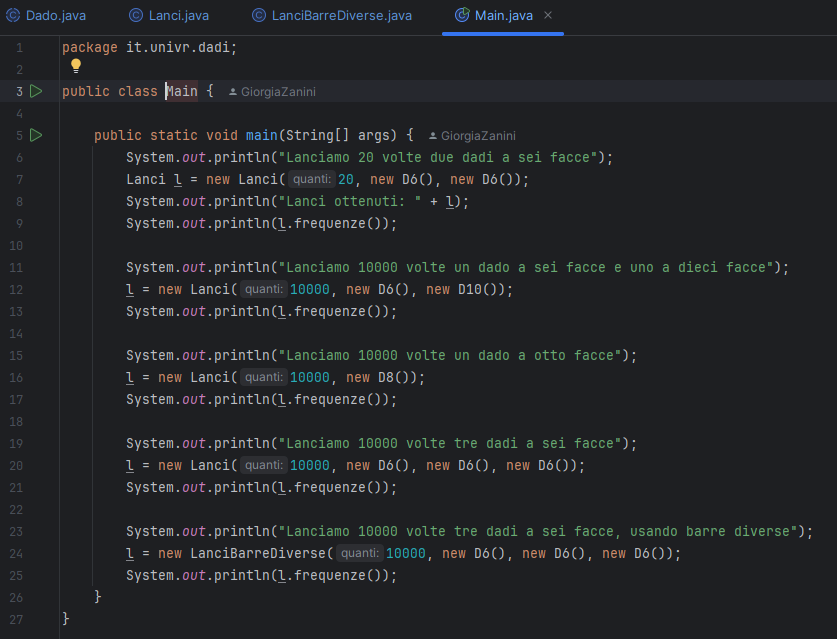 Dado.java Lanci.java LanciBarreDiverse.java Main.java
1 package it.univr.dadi;
2
3 public class Main { GiorgiaZanini
4
5 public static void main(String[] args) { GiorgiaZanini
6 System.out.println("Lanciamo 20 volte due dadi a sei facce");
7 Lanci l = new Lanci( quanti: 20, new D6(), new D6());
8 System.out.println("Lanci ottenuti: " + l);
9 System.out.println(l.frequenze());
10
11 System.out.println("Lanciamo 10000 volte un dado a sei facce e uno a dieci facce");
12 l = new Lanci( quanti: 10000, new D6(), new D10());
13 System.out.println(l.frequenze());
14
15 System.out.println("Lanciamo 10000 volte un dado a otto facce");
16 l = new Lanci( quanti: 10000, new D8());
17 System.out.println(l.frequenze());
18
19 System.out.println("Lanciamo 10000 volte tre dadi a sei facce");
20 l = new Lanci( quanti: 10000, new D6(), new D6(), new D6());
21 System.out.println(l.frequenze());
22
23 System.out.println("Lanciamo 10000 volte tre dadi a sei facce, usando barre diverse");
24 l = new LanciBarreDiverse( quanti: 10000, new D6(), new D6(), new D6());
25 System.out.println(l.frequenze());
26 }
27 }